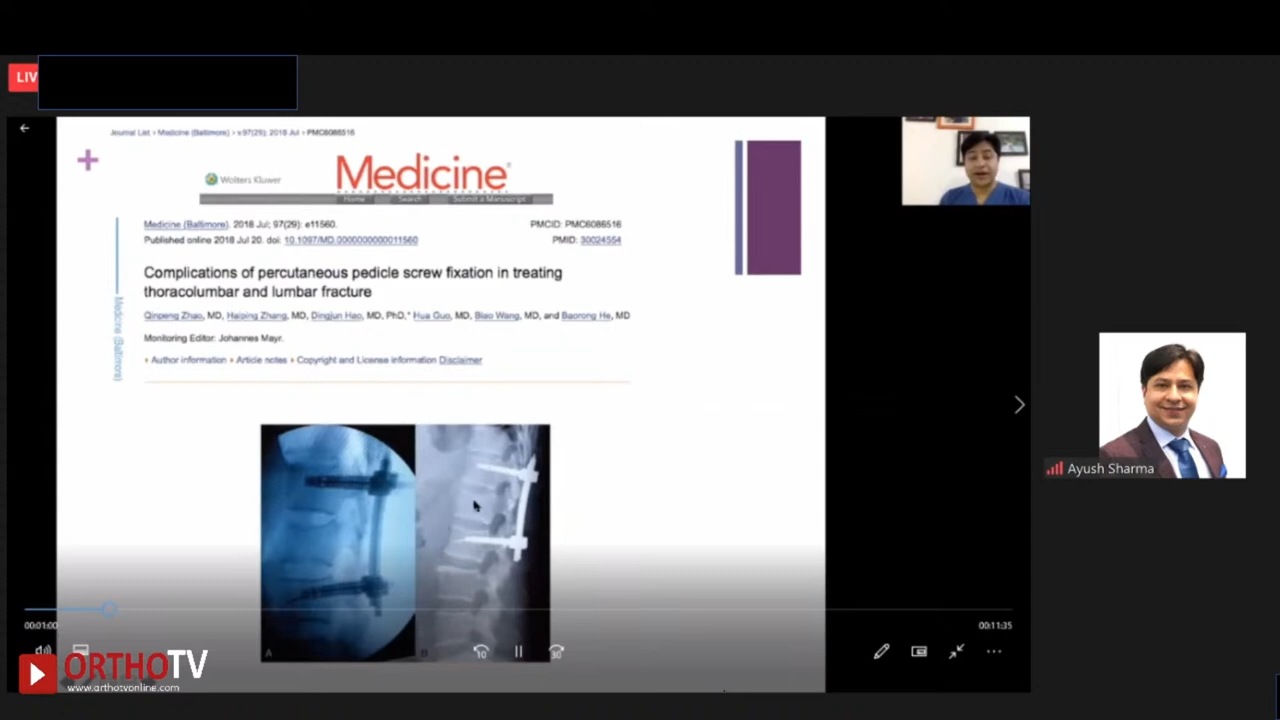 LIV
Journal List > Medicine (Baltimore) > v.97(29); 2018 Jul > PMC6086516
Wolters Kluwer
Medicine®
Home Search Submit a Manuscript
Medicine (Baltimore). 2018 Jul; 97(29): e11560.
PMCID: PMC6086516
Published online 2018 Jul 20. doi: 10.1097/MD.0000000000011560
PMID: 30024554
Complications of percutaneous pedicle screw fixation in treating
thoracolumbar and lumbar fracture
Qinpeng Zhao, MD, Haiping Zhang, MD, Dingjun Hao, MD, PhD,* Hua Guo, MD, Biao Wang, MD, and Baorong He, MD
Monitoring Editor: Johannes Mayr.
Author information Article notes Copyright and License information Disclaimer
Medicine (Baltimore)
A
B
Ayush Sharma
00:01:00
00:11:35
10
30
ORTHOTV
www.orthotvonline.com